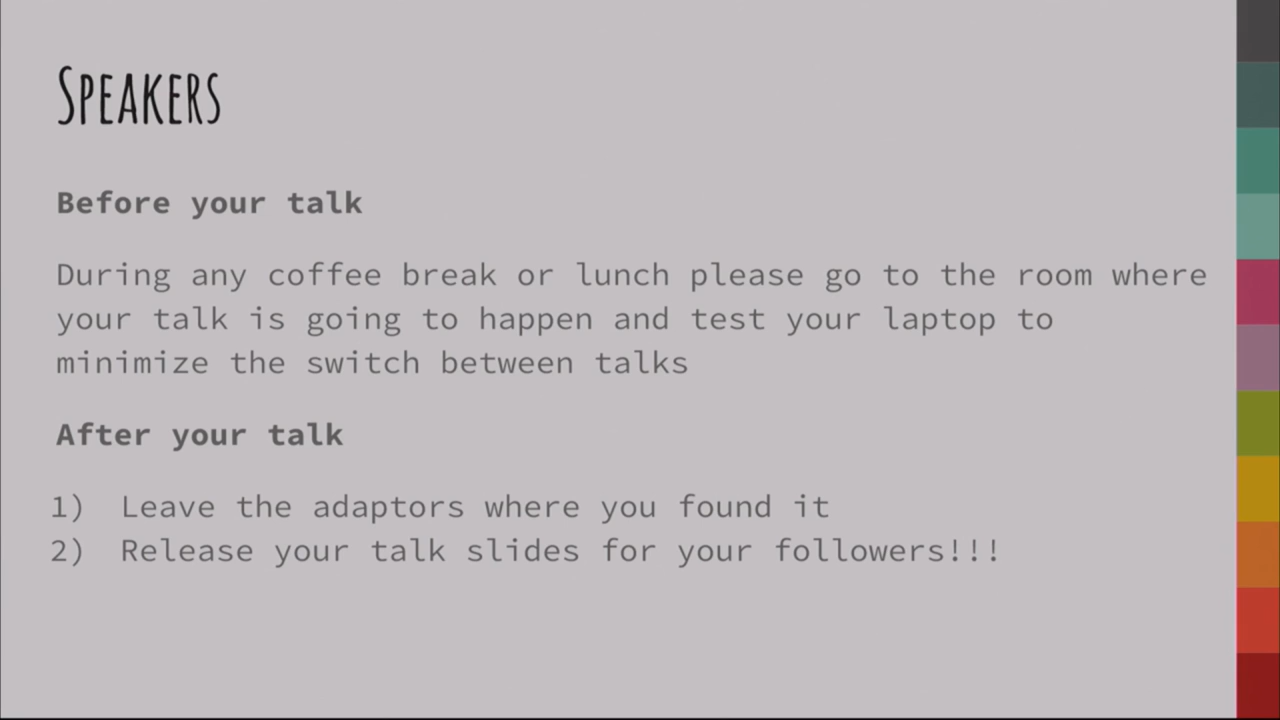 Speakers
Before your talk
During any coffee break or lunch please go to the room where
your talk is going to happen and test your laptop to
minimize the switch between talks
After your talk
1) Leave the adaptors where you found it
2) Release your talk slides for your followers!!!